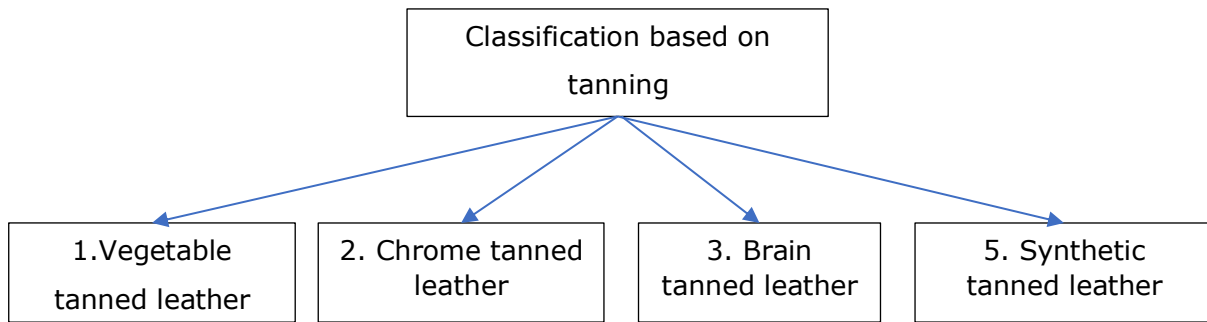 Classification based on
tanning
1.Vegetable
tanned leather
2. Chrome tanned
leather
3. Brain
tanned leather
5. Synthetic
tanned leather